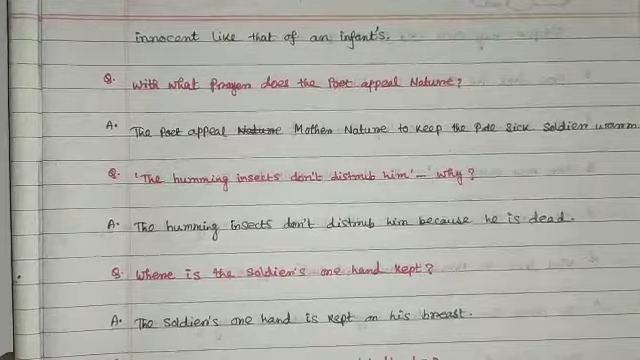 innocent like that of an infant's.
Q. With what Prayer does the Poet appeal Nature?
A. The Poet appeal Nature Mother Nature to keep the Pale Sick Soldier warm.
Q. 'The humming insects don't distrub him' – why?
A. The humming insects don't distrub him because he is dead.
Q. Where is the soldier's one hand kept?
A. The soldier's one hand is kept on his breast.